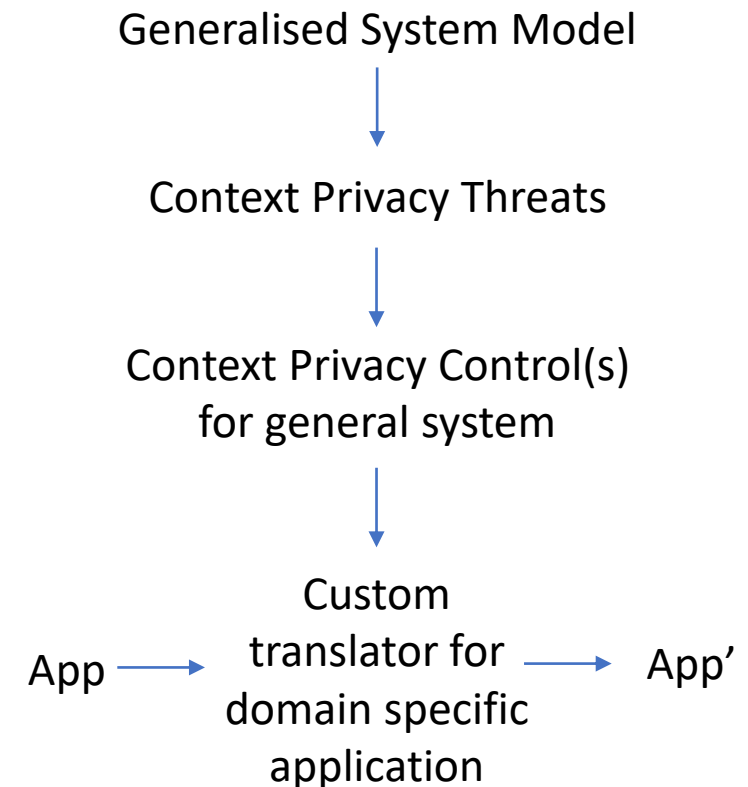 Generalised System Model
Context Privacy Threats
Context Privacy Control(s)
for general system
Custom
translator for
domain specific
application
App
App’